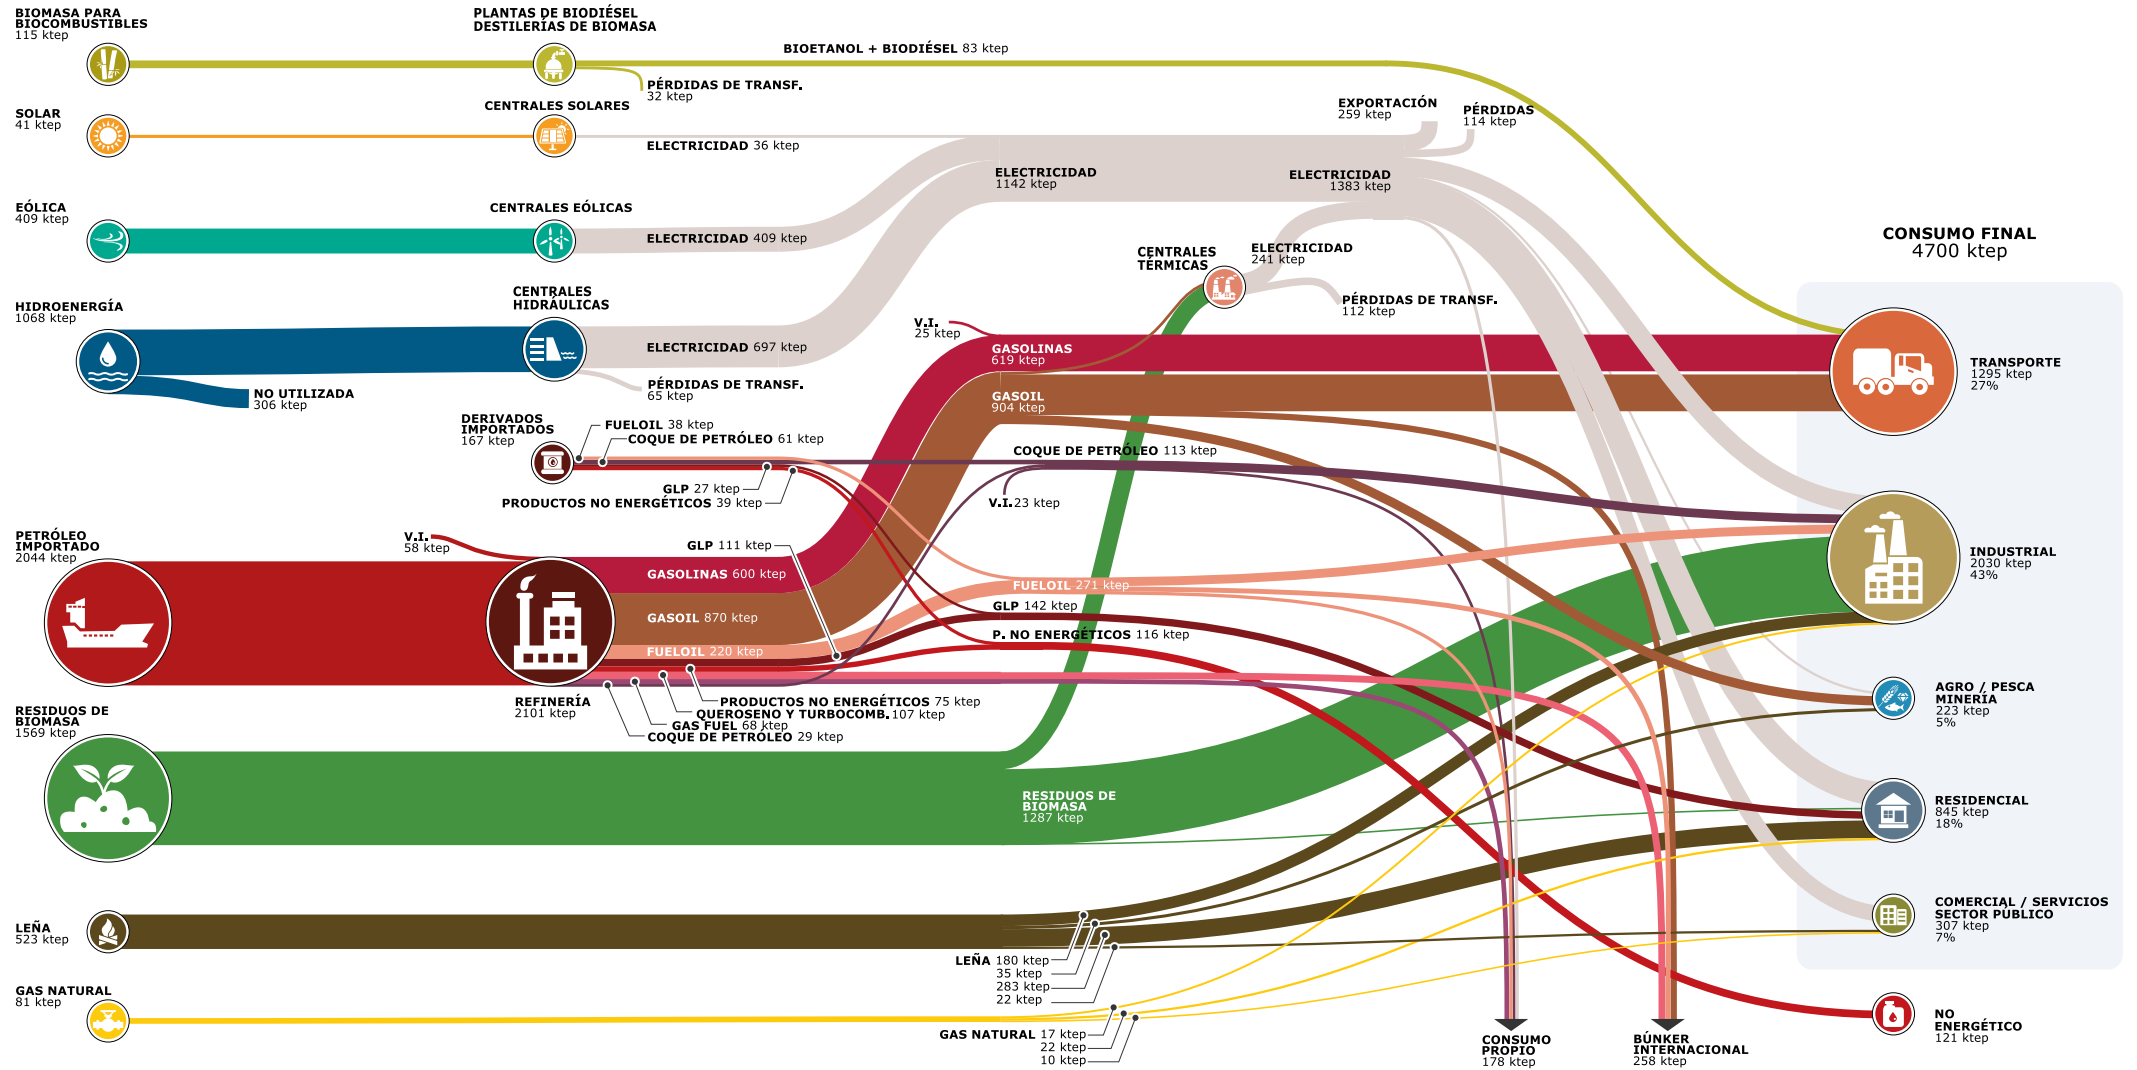 BIOMASA PARA
BIOCOMBUSTIBLES
115 ktep
PLANTAS DE BIODIÉSEL
DESTILERÍAS DE BIOMASA
BIOETANOL + BIODIÉSEL 83 ktep
PÉRDIDAS DE TRANSF.
32 ktep
SOLAR
41 ktep
CENTRALES SOLARES
ELECTRICIDAD 36 ktep
EXPORTACIÓN
259 ktep
PÉRDIDAS
114 ktep
ELECTRICIDAD
1142 ktep
ELECTRICIDAD
1383 ktep
EÓLICA
409 ktep
CENTRALES EÓLICAS
ELECTRICIDAD 409 ktep
CONSUMO FINAL
4700 ktep
CENTRALES
TÉRMICAS
ELECTRICIDAD
241 ktep
PÉRDIDAS DE TRANSF.
112 ktep
HIDROENERGÍA
1068 ktep
CENTRALES
HIDRÁULICAS
ELECTRICIDAD 697 ktep
PÉRDIDAS DE TRANSF.
65 ktep
NO UTILIZADA
306 ktep
V.I.
25 ktep
GASOLINAS
619 ktep
GASOIL
904 ktep
TRANSPORTE
1295 ktep
27%
DERIVADOS
IMPORTADOS
167 ktep
FUELOIL 38 ktep
COQUE DE PETRÓLEO 61 ktep
GLP 27 ktep
PRODUCTOS NO ENERGÉTICOS 39 ktep
COQUE DE PETRÓLEO 113 ktep
V.I. 23 ktep
PETRÓLEO
IMPORTADO
2044 ktep
V.I.
58 ktep
GLP 111 ktep
GASOLINAS 600 ktep
GASOIL 870 ktep
FUELOIL 220 ktep
FUELOIL 271 ktep
GLP 142 ktep
P. NO ENERGÉTICOS 116 ktep
INDUSTRIAL
2030 ktep
43%
REFINERÍA
2101 ktep
PRODUCTOS NO ENERGÉTICOS 75 ktep
QUEROSENO Y TURBOCOMB. 107 ktep
GAS FUEL 68 ktep
COQUE DE PETRÓLEO 29 ktep
AGRO / PESCA
MINERÍA
223 ktep
5%
RESIDUOS DE
BIOMASA
1569 ktep
RESIDUOS DE
BIOMASA
1287 ktep
RESIDENCIAL
845 ktep
18%
LEÑA
523 ktep
LEÑA 180 ktep
35 ktep
283 ktep
22 ktep
COMERCIAL / SERVICIOS
SECTOR PÚBLICO
307 ktep
7%
GAS NATURAL
81 ktep
GAS NATURAL 17 ktep
22 ktep
10 ktep
CONSUMO
PROPIO
178 ktep
BÚNKER
INTERNACIONAL
258 ktep
NO
ENERGÉTICO
121 ktep